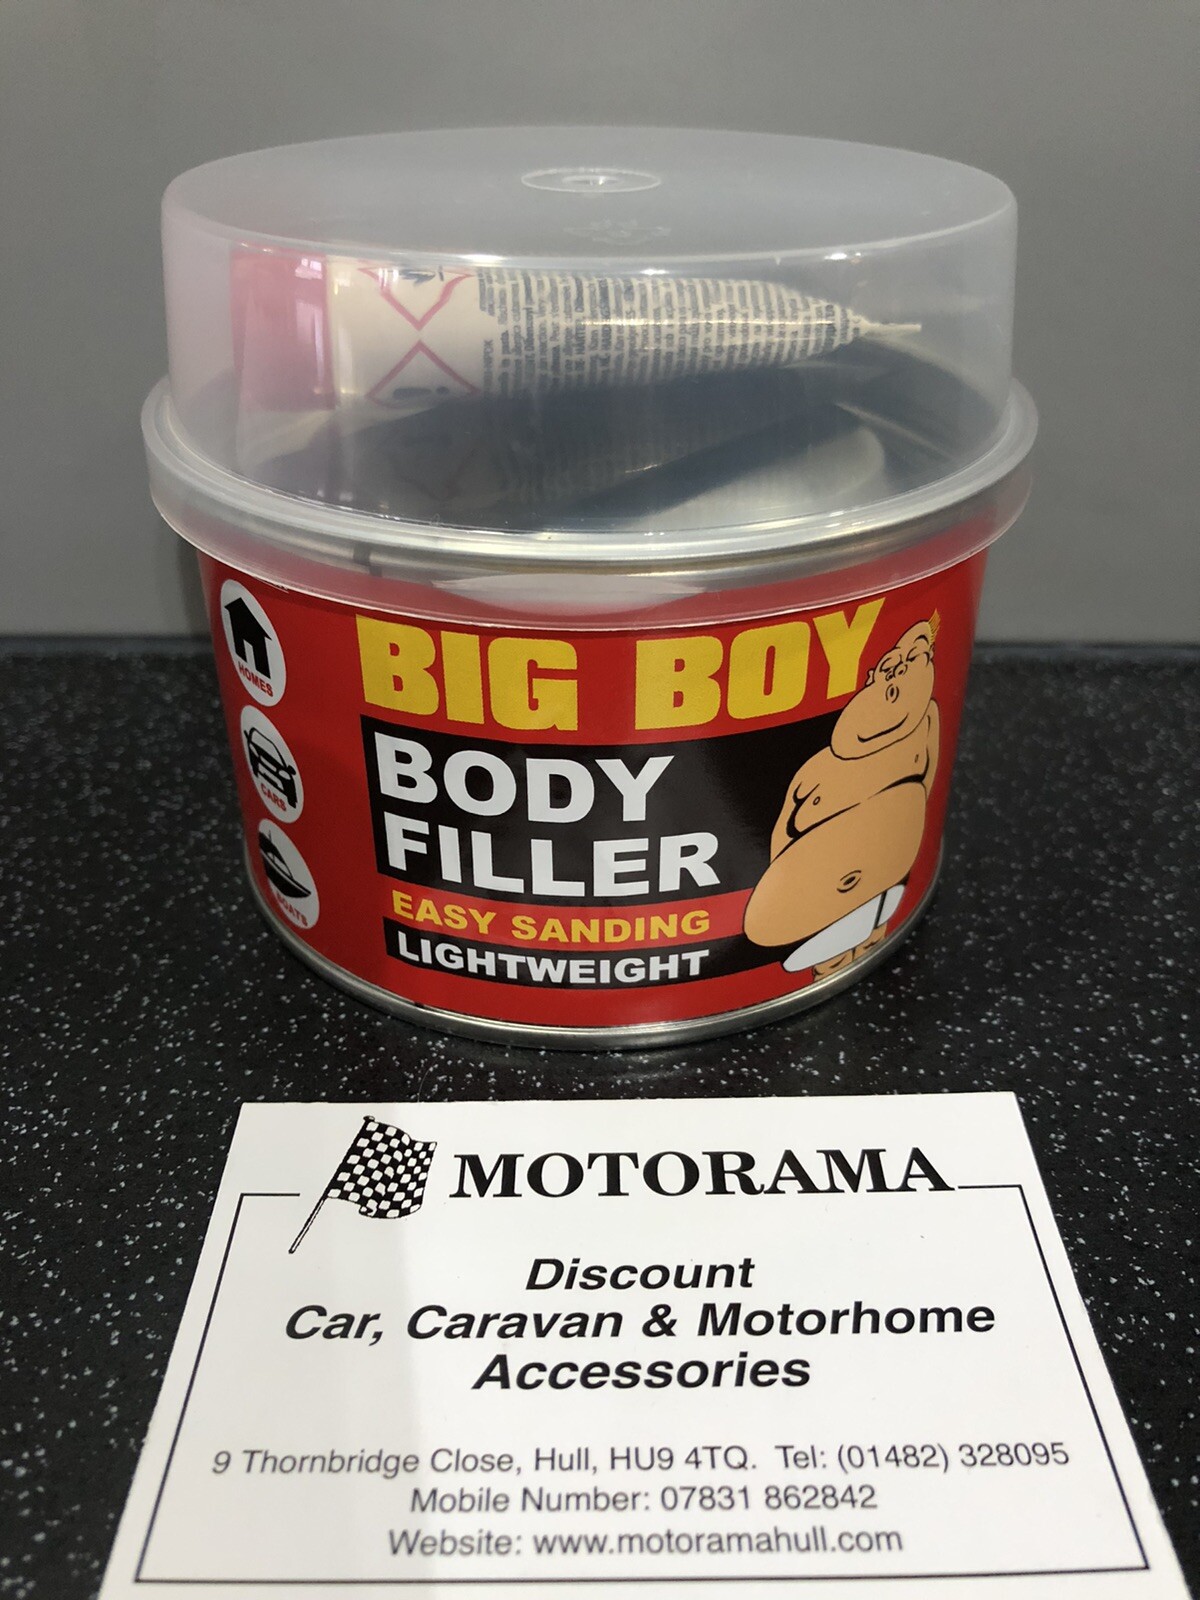 HOMES
CARS
BOATS
BIG BOY
BODY
FILLER
EASY SANDING
LIGHTWEIGHT
MOTORAMA
Discount
Car, Caravan & Motorhome
Accessories
9 Thornbridge Close, Hull, HU9 4TQ. Tel: (01482) 328095
Mobile Number: 07831 862842
Website: www.motoramahull.com